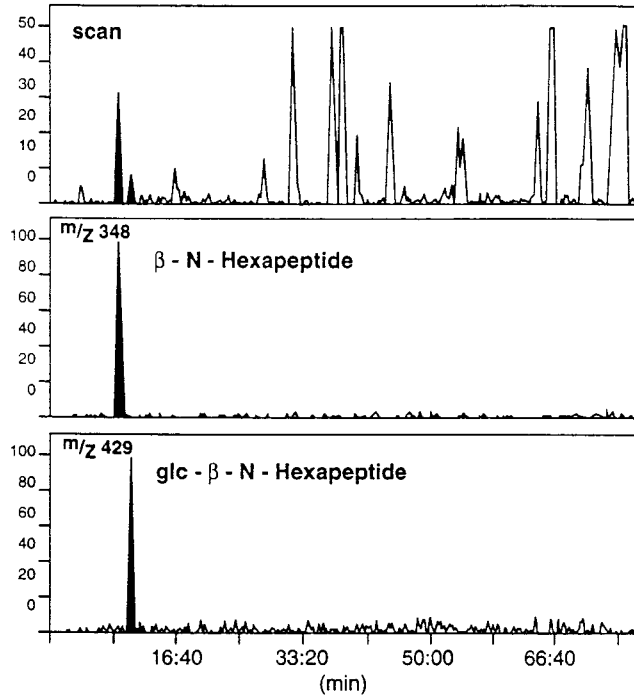 50
scan
40
30
20
10
0
m/z 348
100
β - N - Hexapeptide
80
60
40
20
0
m/z 429
100
glc - β - N - Hexapeptide
80
60
40
20
0
16:40 33:20 50:00 66:40
(min)